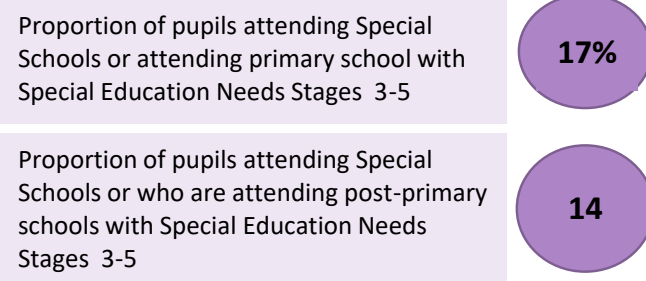 Proportion of pupils attending Special
Schools or attending primary school with
Special Education Needs Stages  3-5
17%
Proportion of pupils attending Special
Schools or who are attending post-primary
schools with Special Education Needs
Stages  3-5
14